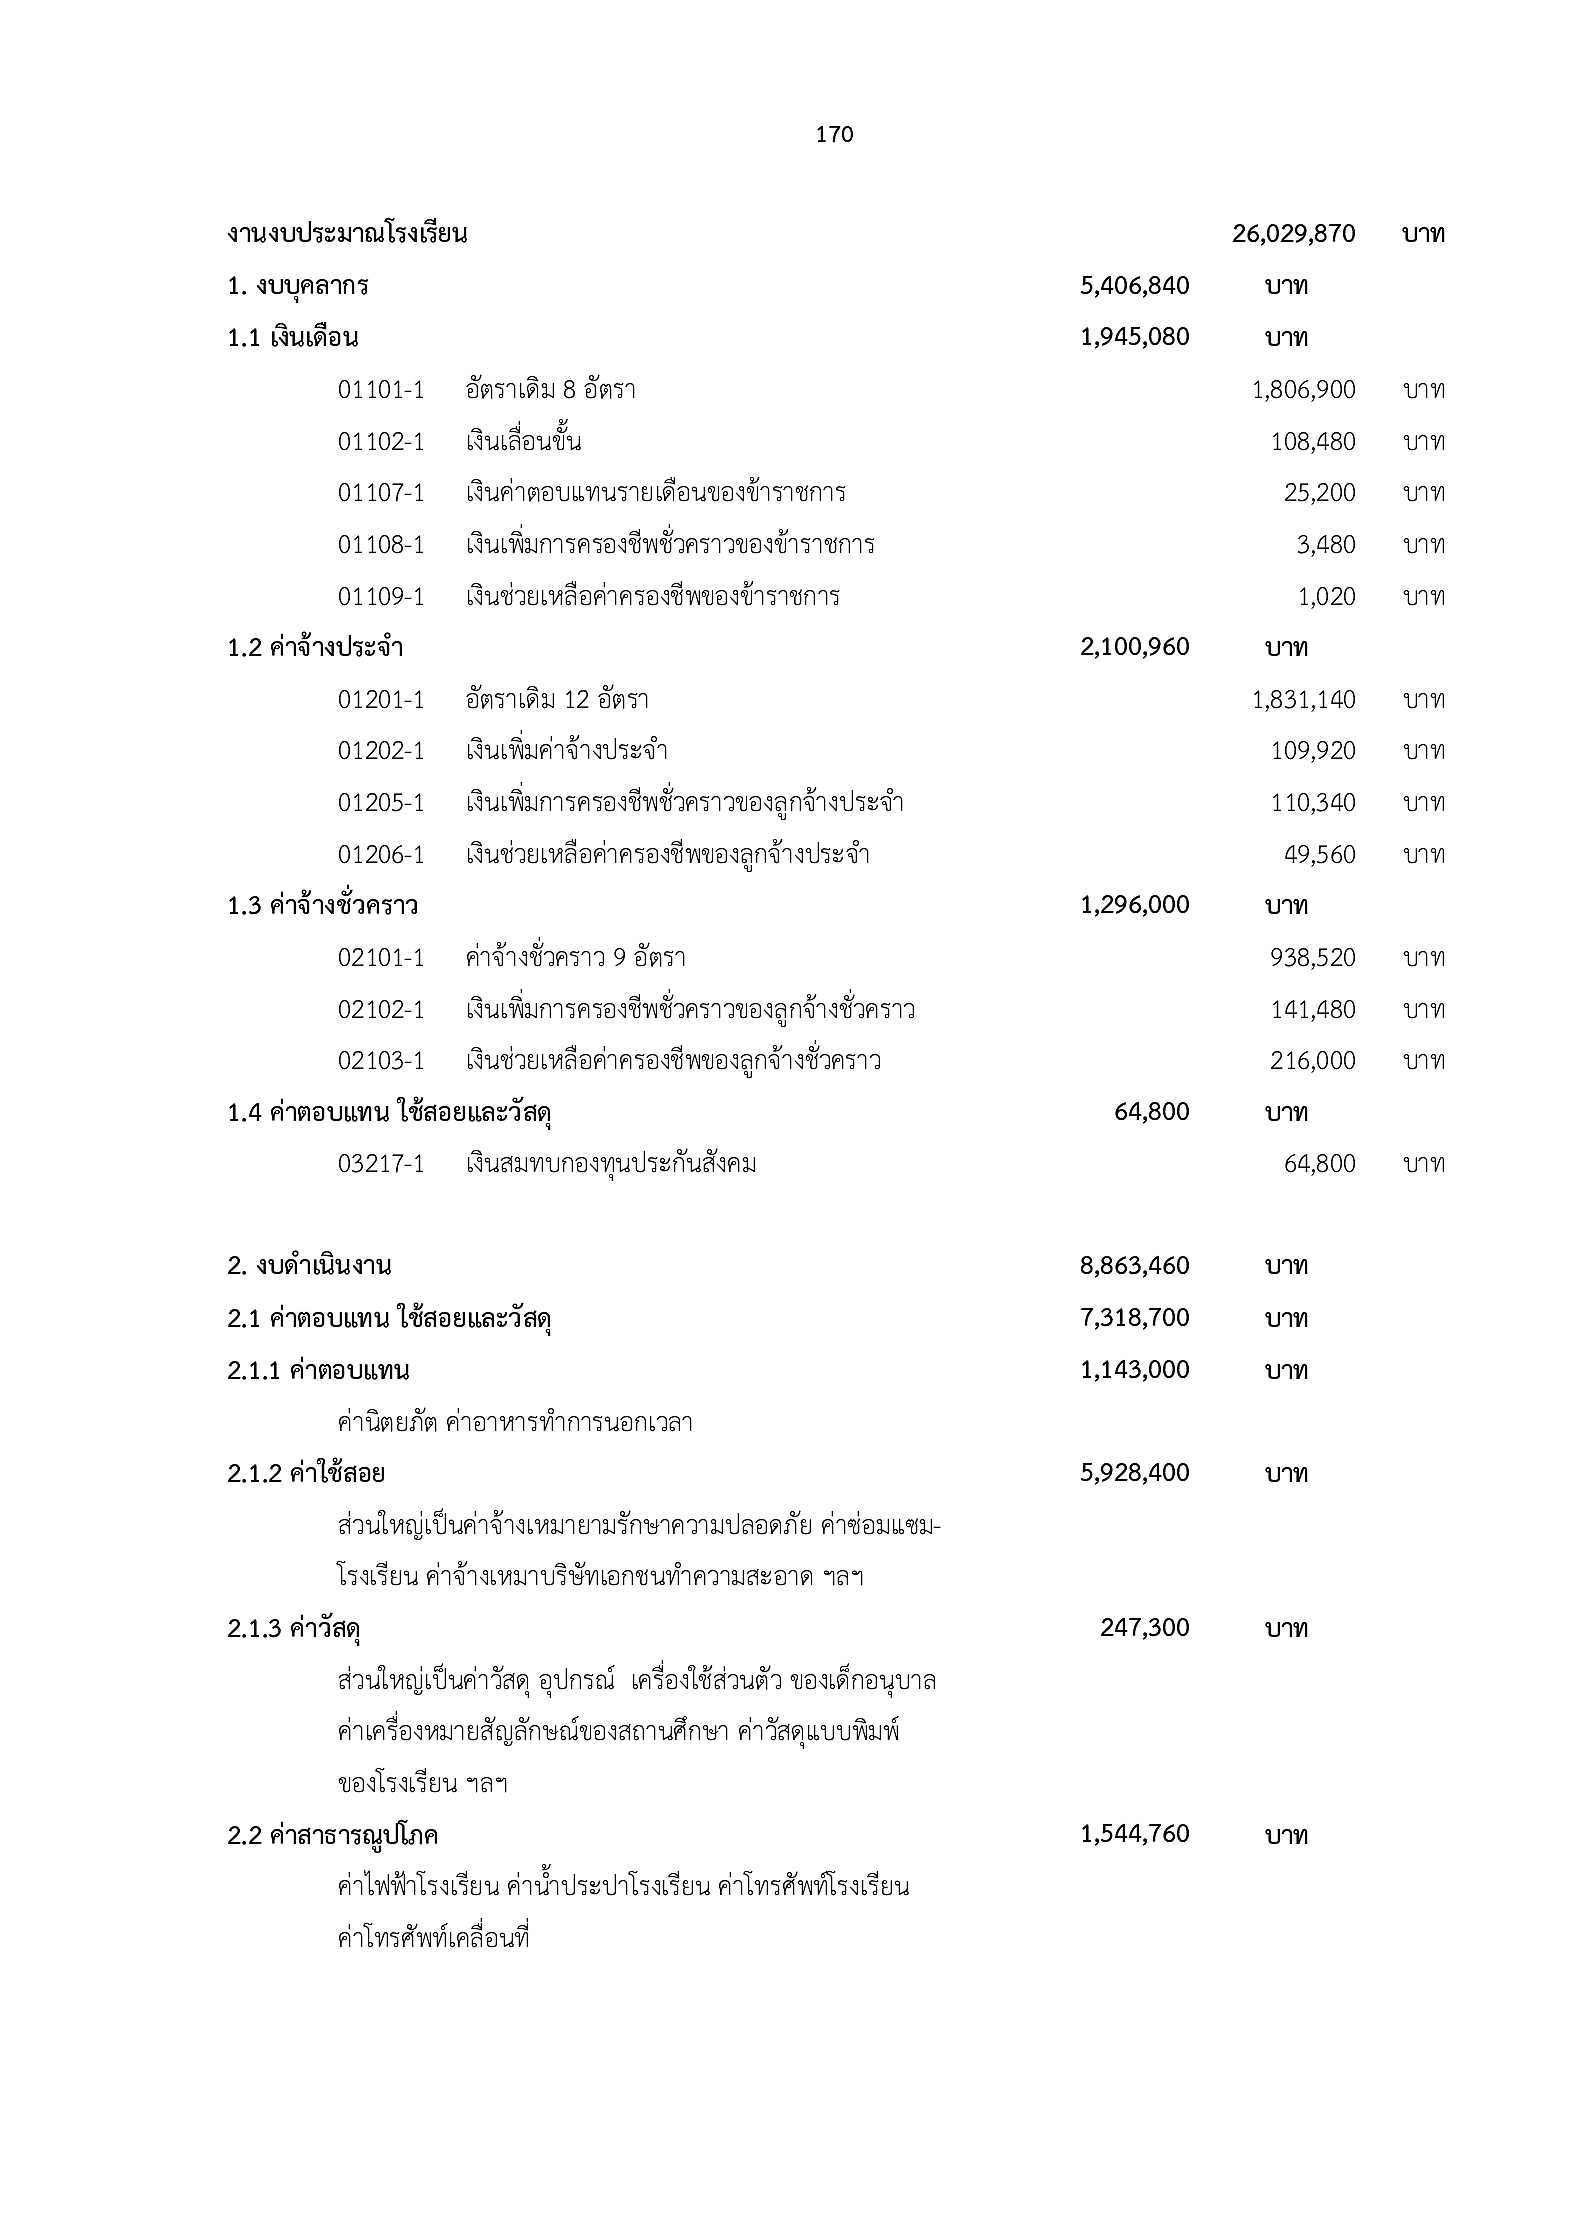 170
งานงบประมาณโรงเรียน 26,029,870 บาท
1. งบบุคลากร 5,406,840 บาท
1.1 เงินเดือน 1,945,080 บาท
01101-1 อัตราเดิม 8 อัตรา 1,806,900 บาท
01102-1 เงินเลื่อนขั้น 108,480 บาท
01107-1 เงินค่าตอบแทนรายเดือนของข้าราชการ 25,200 บาท
01108-1 เงินเพิ่มการครองชีพชั่วคราวของข้าราชการ 3,480 บาท
01109-1 เงินช่วยเหลือค่าครองชีพของข้าราชการ 1,020 บาท
1.2 ค่าจ้างประจำ 2,100,960 บาท
01201-1 อัตราเดิม 12 อัตรา 1,831,140 บาท
01202-1 เงินเพิ่มค่าจ้างประจำ 109,920 บาท
01205-1 เงินเพิ่มการครองชีพชั่วคราวของลูกจ้างประจำ 110,340 บาท
01206-1 เงินช่วยเหลือค่าครองชีพของลูกจ้างประจำ 49,560 บาท
1.3 ค่าจ้างชั่วคราว 1,296,000 บาท
02101-1 ค่าจ้างชั่วคราว 9 อัตรา 938,520 บาท
02102-1 เงินเพิ่มการครองชีพชั่วคราวของลูกจ้างชั่วคราว 141,480 บาท
02103-1 เงินช่วยเหลือค่าครองชีพของลูกจ้างชั่วคราว 216,000 บาท
1.4 ค่าตอบแทน ใช้สอยและวัสดุ 64,800 บาท
03217-1 เงินสมทบกองทุนประกันสังคม 64,800 บาท
2. งบดำเนินงาน 8,863,460 บาท
2.1 ค่าตอบแทน ใช้สอยและวัสดุ 7,318,700 บาท
2.1.1 ค่าตอบแทน 1,143,000 บาท
ค่านิตยภัต ค่าอาหารทำการนอกเวลา
2.1.2 ค่าใช้สอย 5,928,400 บาท
ส่วนใหญ่เป็นค่าจ้างเหมายามรักษาความปลอดภัย ค่าซ่อมแซม-
โรงเรียน ค่าจ้างเหมาบริษัทเอกชนทำความสะอาด ฯลฯ
2.1.3 ค่าวัสดุ 247,300 บาท
ส่วนใหญ่เป็นค่าวัสดุ อุปกรณ์ เครื่องใช้ส่วนตัว ของเด็กอนุบาล
ค่าเครื่องหมายสัญลักษณ์ของสถานศึกษา ค่าวัสดุแบบพิมพ์
ของโรงเรียน ฯลฯ
2.2 ค่าสาธารณูปโภค 1,544,760 บาท
ค่าไฟฟ้าโรงเรียน ค่าน้ำประปาโรงเรียน ค่าโทรศัพท์โรงเรียน
ค่าโทรศัพท์เคลื่อนที่